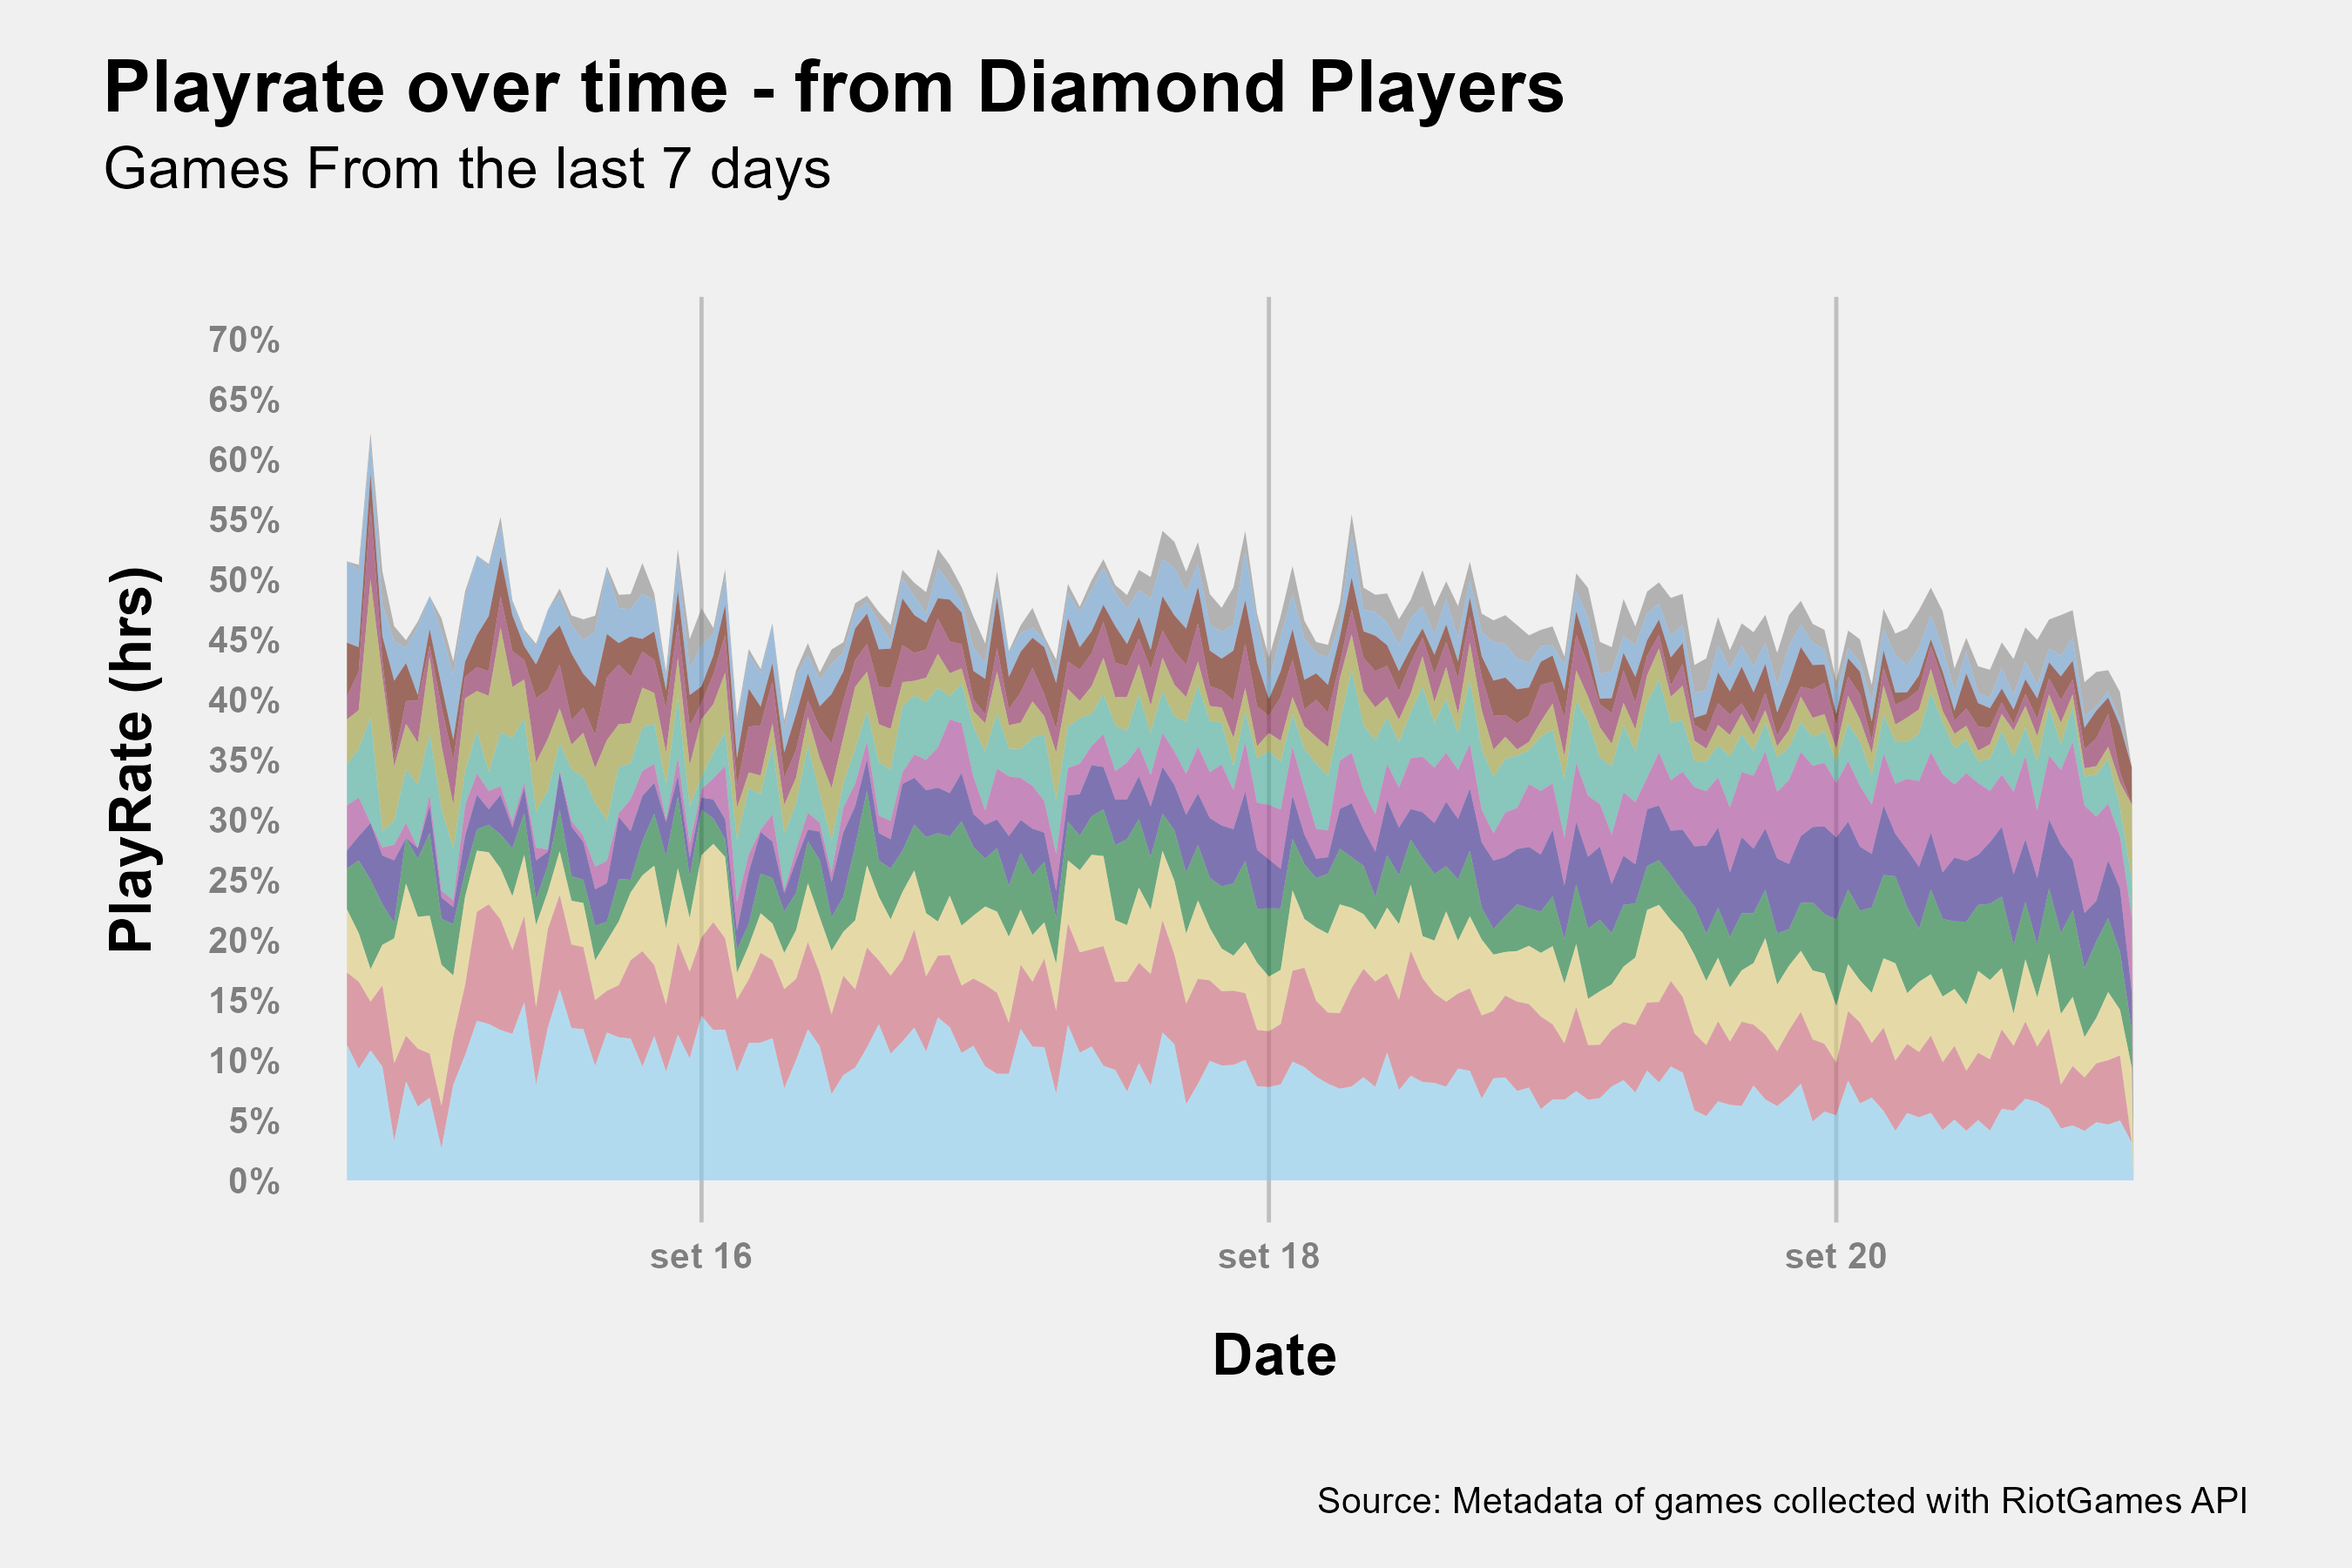 Playrate over time - from Diamond Players
Games From the last 7 days
70%
65%
60%
55%
50%
45%
40%
35%
30%
25%
20%
15%
10%
5%
0%
PlayRate (hrs)
set 16
set 18
set 20
Date
Source: Metadata of games collected with RiotGames API